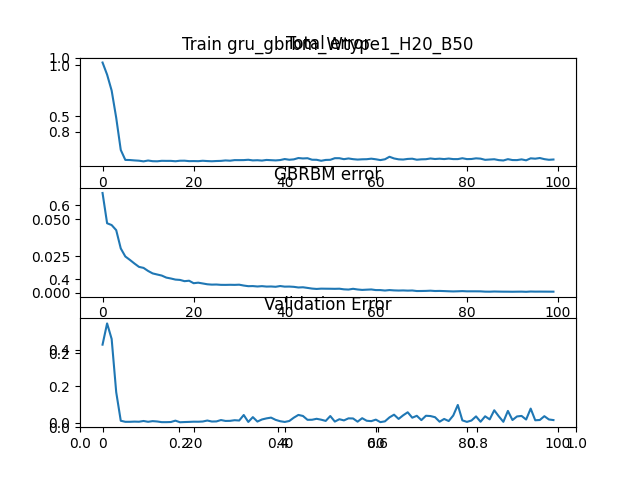 Train gru_gbrbm_Wtype1_H20_B50
Total error
1.0
1.0
0.5
0.8
0 20 40 60 80 100
GBRBM error
0.6
0.050
0.025
0.4
0.000
0 20 40 60 80 100
Validation Error
0.4
0.2
0.2
0.0
0.0
0.0 0 0.2 20 0.4 40 0.6 60 80 0.8 100 1.0